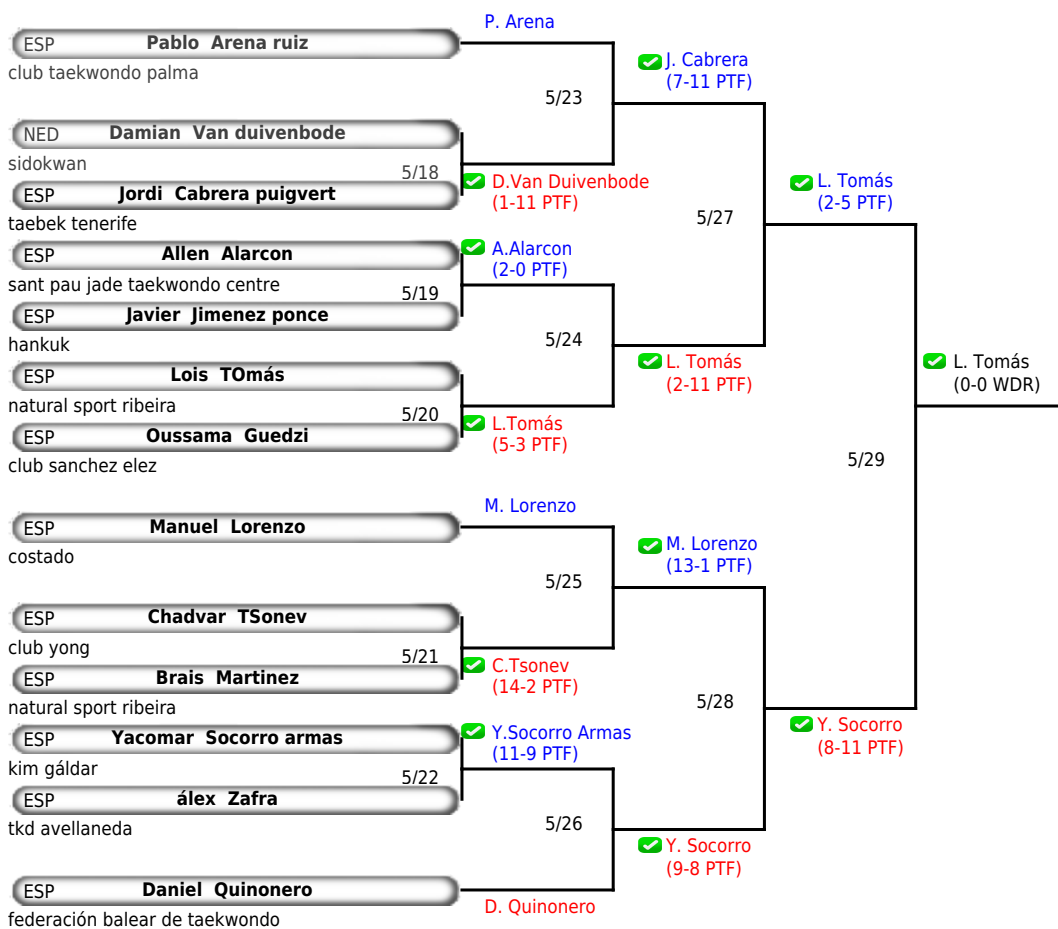 P. Arena
ESP Pablo Arena ruiz
club taekwondo palma
J. Cabrera
(7-11 PTF)
5/23
NED Damian Van duivenbode
sidokwan
5/18
D.Van Duivenbode
(1-11 PTF)
ESP Jordi Cabrera puigvert
taebek tenerife
L. Tomás
(2-5 PTF)
5/27
ESP Allen Alarcon
sant pau jade taekwondo centre
A.Alarcon
(2-0 PTF)
5/19
ESP Javier Jimenez ponce
hankuk
5/24
ESP Lois TOmás
natural sport ribeira
L. Tomás
(2-11 PTF)
L. Tomás
(0-0 WDR)
5/20
L.Tomás
(5-3 PTF)
ESP Oussama Guedzi
club sanchez elez
5/29
M. Lorenzo
ESP Manuel Lorenzo
costado
M. Lorenzo
(13-1 PTF)
5/25
ESP Chadvar TSonev
club yong
5/21
C.Tsonev
(14-2 PTF)
ESP Brais Martinez
natural sport ribeira
5/28
ESP Yacomar Socorro armas
kim gáldar
Y.Socorro Armas
(11-9 PTF)
Y. Socorro
(8-11 PTF)
5/22
ESP álex Zafra
tkd avellaneda
5/26
Y. Socorro
(9-8 PTF)
ESP Daniel Quinonero
federación balear de taekwondo
D. Quinonero